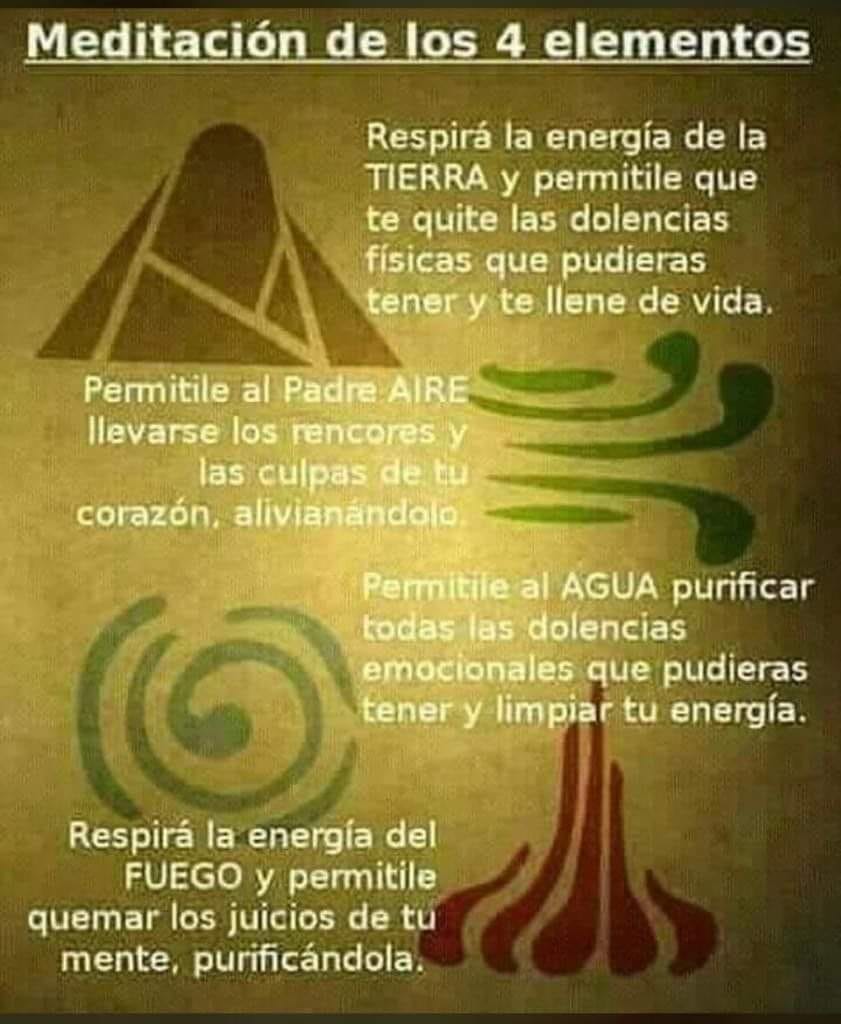 Meditación de los 4 elementos
Respirá la energía de la
TIERRA y permitile que
te quite las dolencias
físicas que pudieras
tener y te llene de vida.
Permitile al Padre AIRE
llevarse los rencores y
las culpas de tu
corazón, alivianándolo.
Permitile al AGUA purificar
todas las dolencias
emocionales que pudieras
tener y limpiar tu energía.
Respirá la energía del
FUEGO y permitile
quemar los juicios de tu
mente, purificándola.